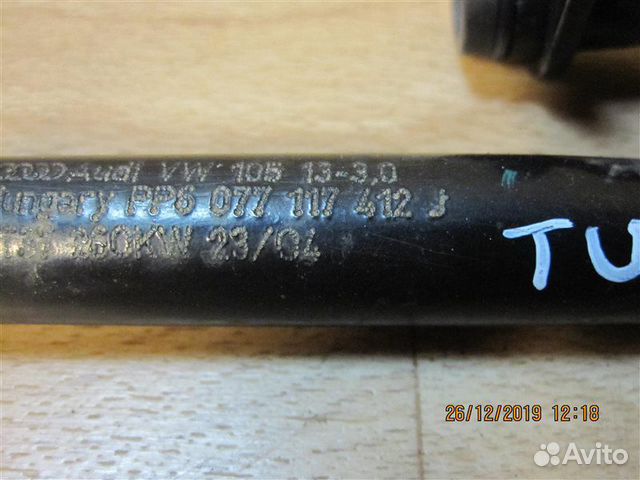 Audi VW 105 13-3,0
Hungary PP6 077 117 412 J
260KW 23/04
TU
26/12/2019 12:18
Avito